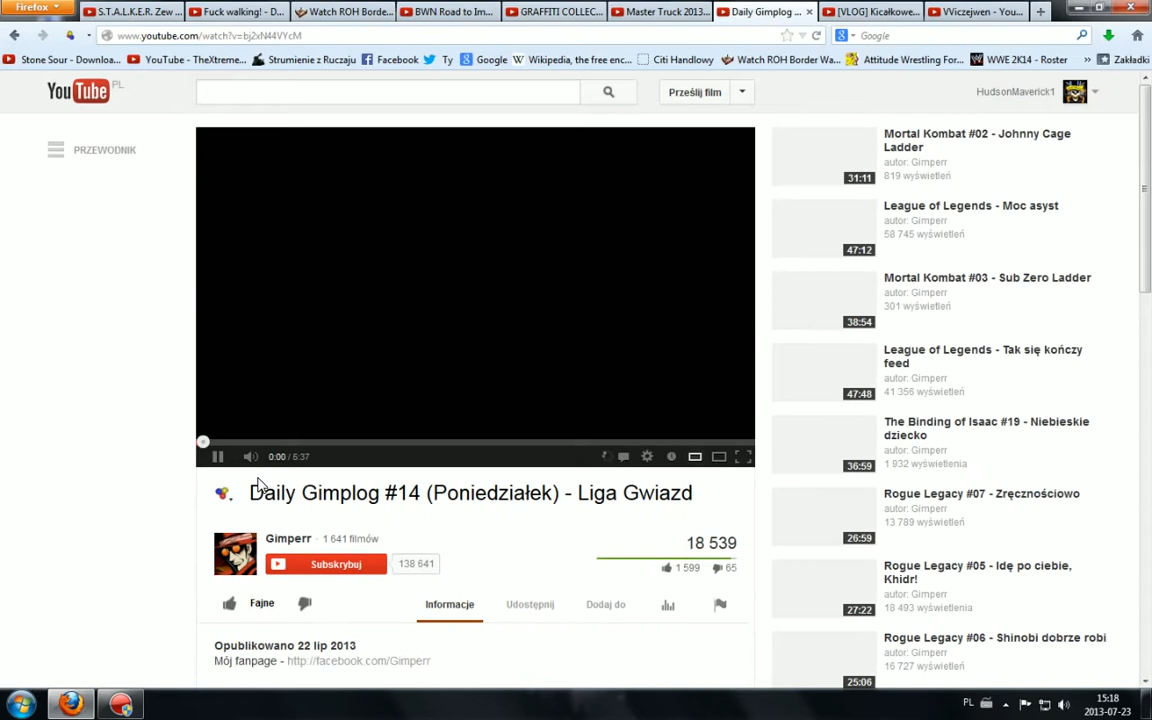 Firefox
S.T.A.L.K.E.R. Zew ...
Fuck walking! - D...
Watch ROH Borde...
BWN Road to Im...
GRAFFITI COLLEC...
Master Truck 2013...
Daily Gimplog ...
[VLOG] Kicałkowe...
VViczejwen - You...
www.youtube.com/watch?v=bj2xN44VYcM
Google
Stone Sour - Downloa...
YouTube - TheXtreme...
Strumienie z Ruczaju
Facebook
Ty
Google
Wikipedia, the free enc...
Citi Handlowy
Watch ROH Border Wa...
Attitude Wrestling For...
WWE 2K14 - Roster
»
Zakładki
YouTube PL
Prześlij film
HudsonMaverick1
PRZEWODNIK
0:00 / 6:37
Daily Gimplog #14 (Poniedziałek) - Liga Gwiazd
Gimperr · 1 641 filmów
Subskrybuj
138 641
18 539
1 599
65
Fajne
Informacje
Udostępnij
Dodaj do
Opublikowano 22 lip 2013
Mój fanpage - http://facebook.com/Gimperr
Mortal Kombat #02 - Johnny Cage
Ladder
autor: Gimperr
819 wyświetleń
31:11
League of Legends - Moc asyst
autor: Gimperr
58 745 wyświetleń
47:12
Mortal Kombat #03 - Sub Zero Ladder
autor: Gimperr
301 wyświetleń
38:54
League of Legends - Tak się kończy
feed
autor: Gimperr
41 356 wyświetleń
47:48
The Binding of Isaac #19 - Niebieskie
dziecko
autor: Gimperr
1 932 wyświetlenia
36:59
Rogue Legacy #07 - Zręcznościowo
autor: Gimperr
13 789 wyświetleń
26:59
Rogue Legacy #05 - Idę po ciebie,
Khidr!
autor: Gimperr
18 493 wyświetlenia
27:22
Rogue Legacy #06 - Shinobi dobrze robi
autor: Gimperr
16 727 wyświetleń
25:06
PL
15:18
2013-07-23